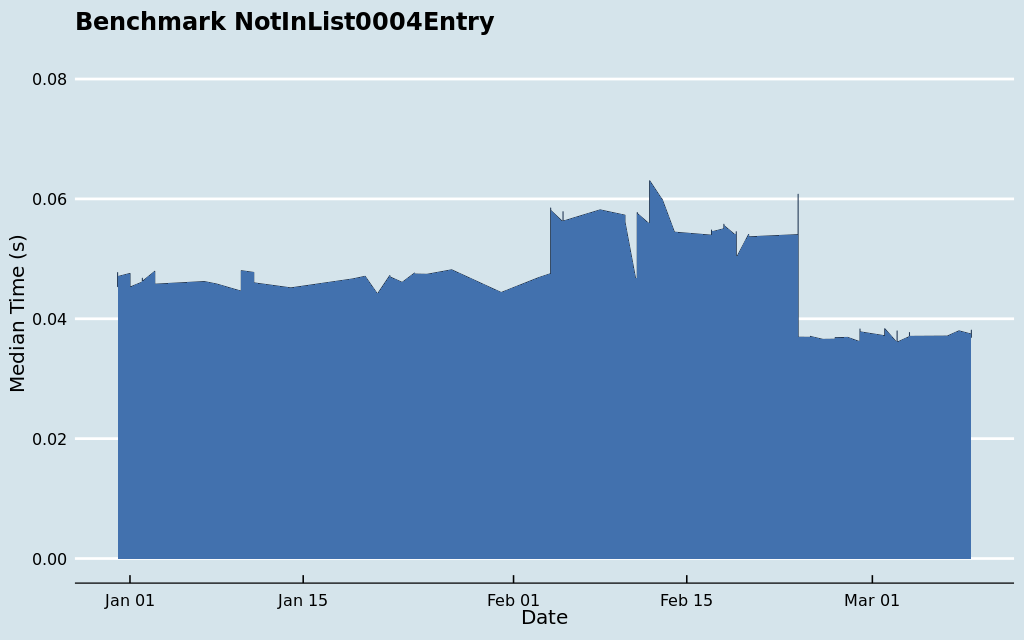 Benchmark NotInList0004Entry
0.08
0.06
0.04
0.02
0.00
Median Time (s)
Jan 01 Jan 15 Feb 01 Feb 15 Mar 01
Date